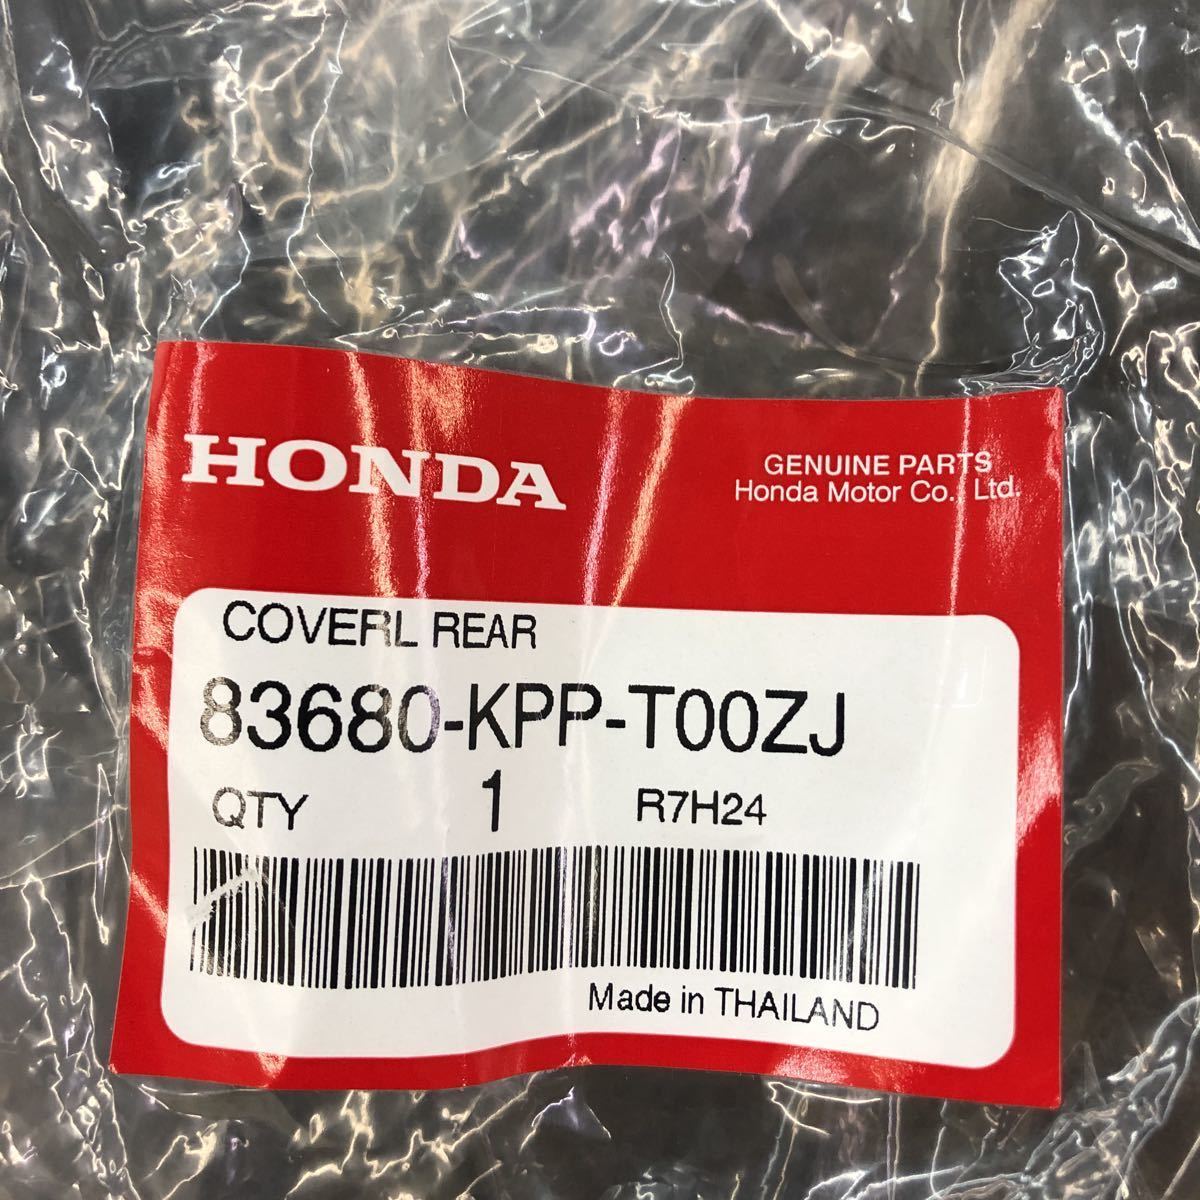 HONDA
GENUINE PARTS
Honda Motor Co., Ltd.
COVERL REAR
83680-KPP-T00ZJ
QTY 1 R7H24
Made in THAILAND